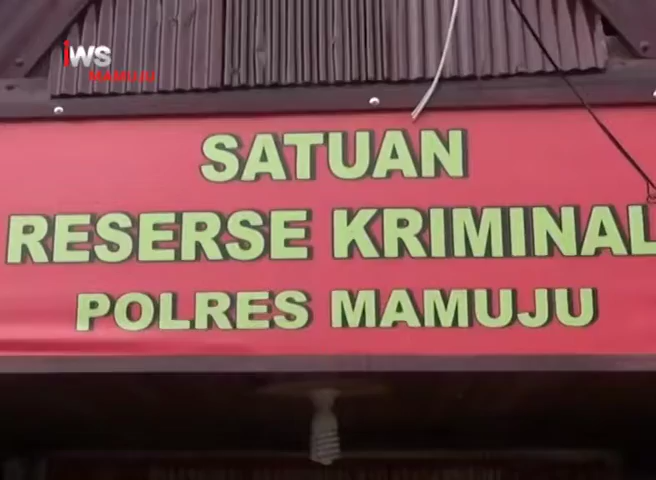 iWS
MAMUJU
SATUAN
RESERSE KRIMINAL
POLRES MAMUJU